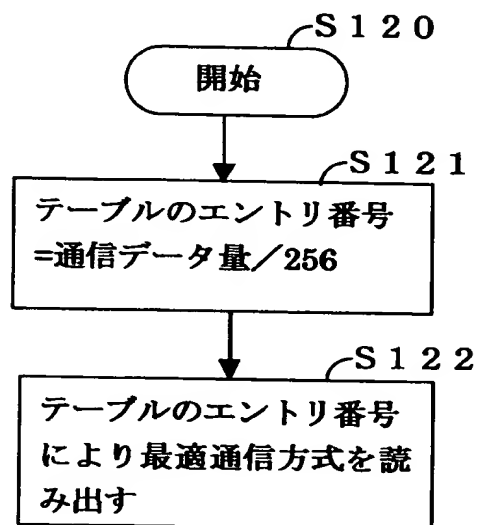 S120
開始
S121
テーブルのエントリ番号
=通信データ量／256
S122
テーブルのエントリ番号
により最適通信方式を読
み出す